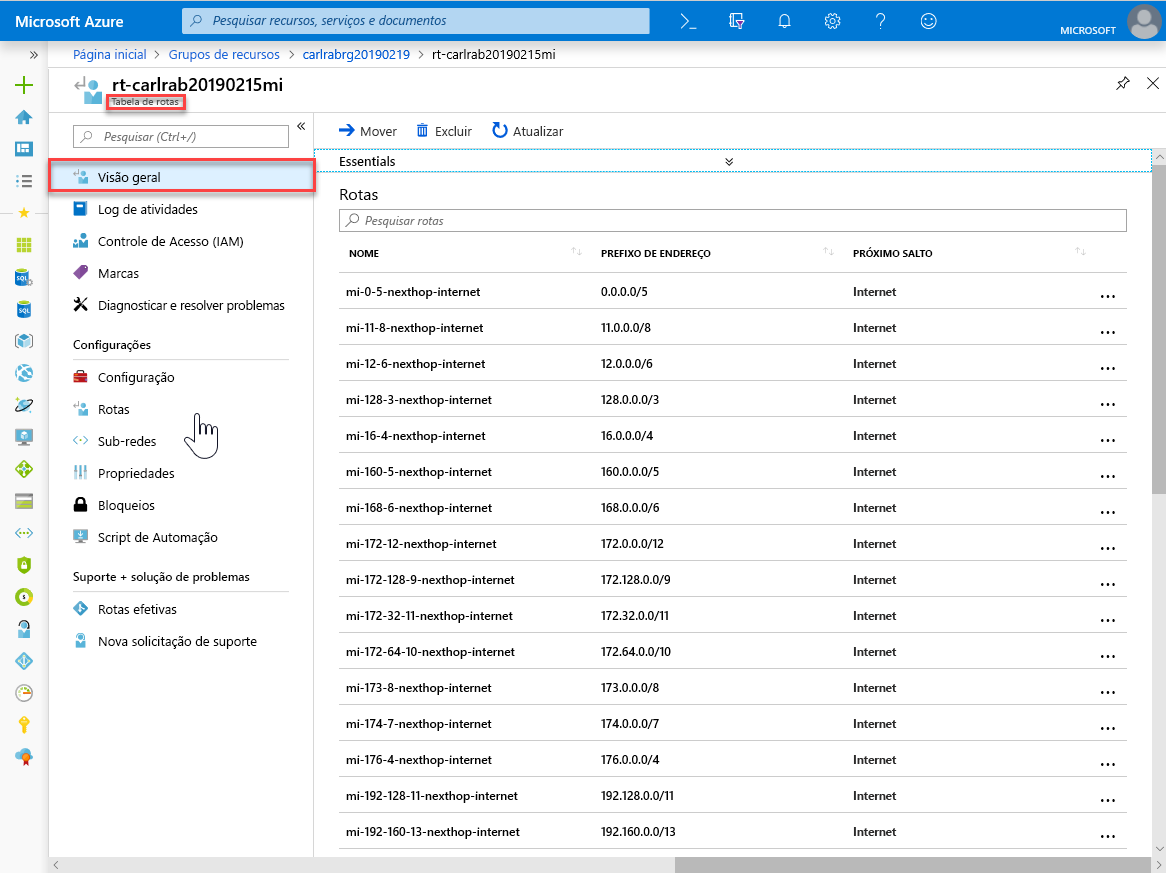 Microsoft Azure
Pesquisar recursos, serviços e documentos
MICROSOFT
Página inicial > Grupos de recursos > carlrabrg20190219 > rt-carlrab20190215mi
rt-carlrab20190215mi
Tabela de rotas
Pesquisar (Ctrl+/)
Visão geral
Log de atividades
Controle de Acesso (IAM)
Marcas
Diagnosticar e resolver problemas
Configurações
Configuração
Rotas
Sub-redes
Propriedades
Bloqueios
Script de Automação
Suporte + solução de problemas
Rotas efetivas
Nova solicitação de suporte
Mover Excluir Atualizar
Essentials
Rotas
Pesquisar rotas
NOME PREFIXO DE ENDEREÇO PRÓXIMO SALTO
mi-0-5-nexthop-internet 0.0.0.0/5 Internet ...
mi-11-8-nexthop-internet 11.0.0.0/8 Internet ...
mi-12-6-nexthop-internet 12.0.0.0/6 Internet ...
mi-128-3-nexthop-internet 128.0.0.0/3 Internet ...
mi-16-4-nexthop-internet 16.0.0.0/4 Internet ...
mi-160-5-nexthop-internet 160.0.0.0/5 Internet ...
mi-168-6-nexthop-internet 168.0.0.0/6 Internet ...
mi-172-12-nexthop-internet 172.0.0.0/12 Internet ...
mi-172-128-9-nexthop-internet 172.128.0.0/9 Internet ...
mi-172-32-11-nexthop-internet 172.32.0.0/11 Internet ...
mi-172-64-10-nexthop-internet 172.64.0.0/10 Internet ...
mi-173-8-nexthop-internet 173.0.0.0/8 Internet ...
mi-174-7-nexthop-internet 174.0.0.0/7 Internet ...
mi-176-4-nexthop-internet 176.0.0.0/4 Internet ...
mi-192-128-11-nexthop-internet 192.128.0.0/11 Internet ...
mi-192-160-13-nexthop-internet 192.160.0.0/13 Internet ...